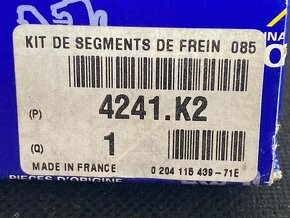 KIT DE SEGMENTS DE FREIN 085
(P) 4241.K2
(Q) 1
MADE IN FRANCE 0 204 115 439-71E
PIECES D'ORIGINE